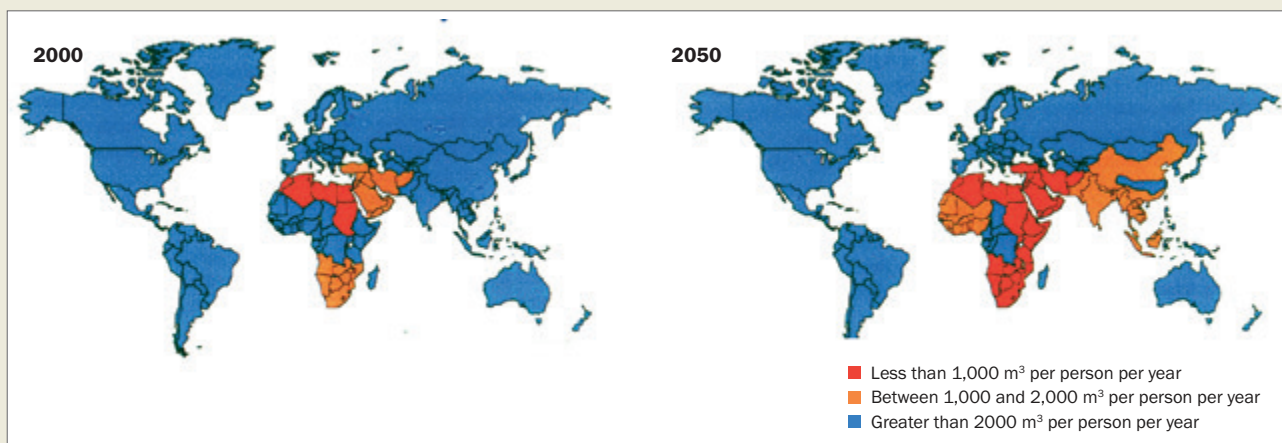 2000
2050
Less than 1,000 m³ per person per year
Between 1,000 and 2,000 m³ per person per year
Greater than 2000 m³ per person per year